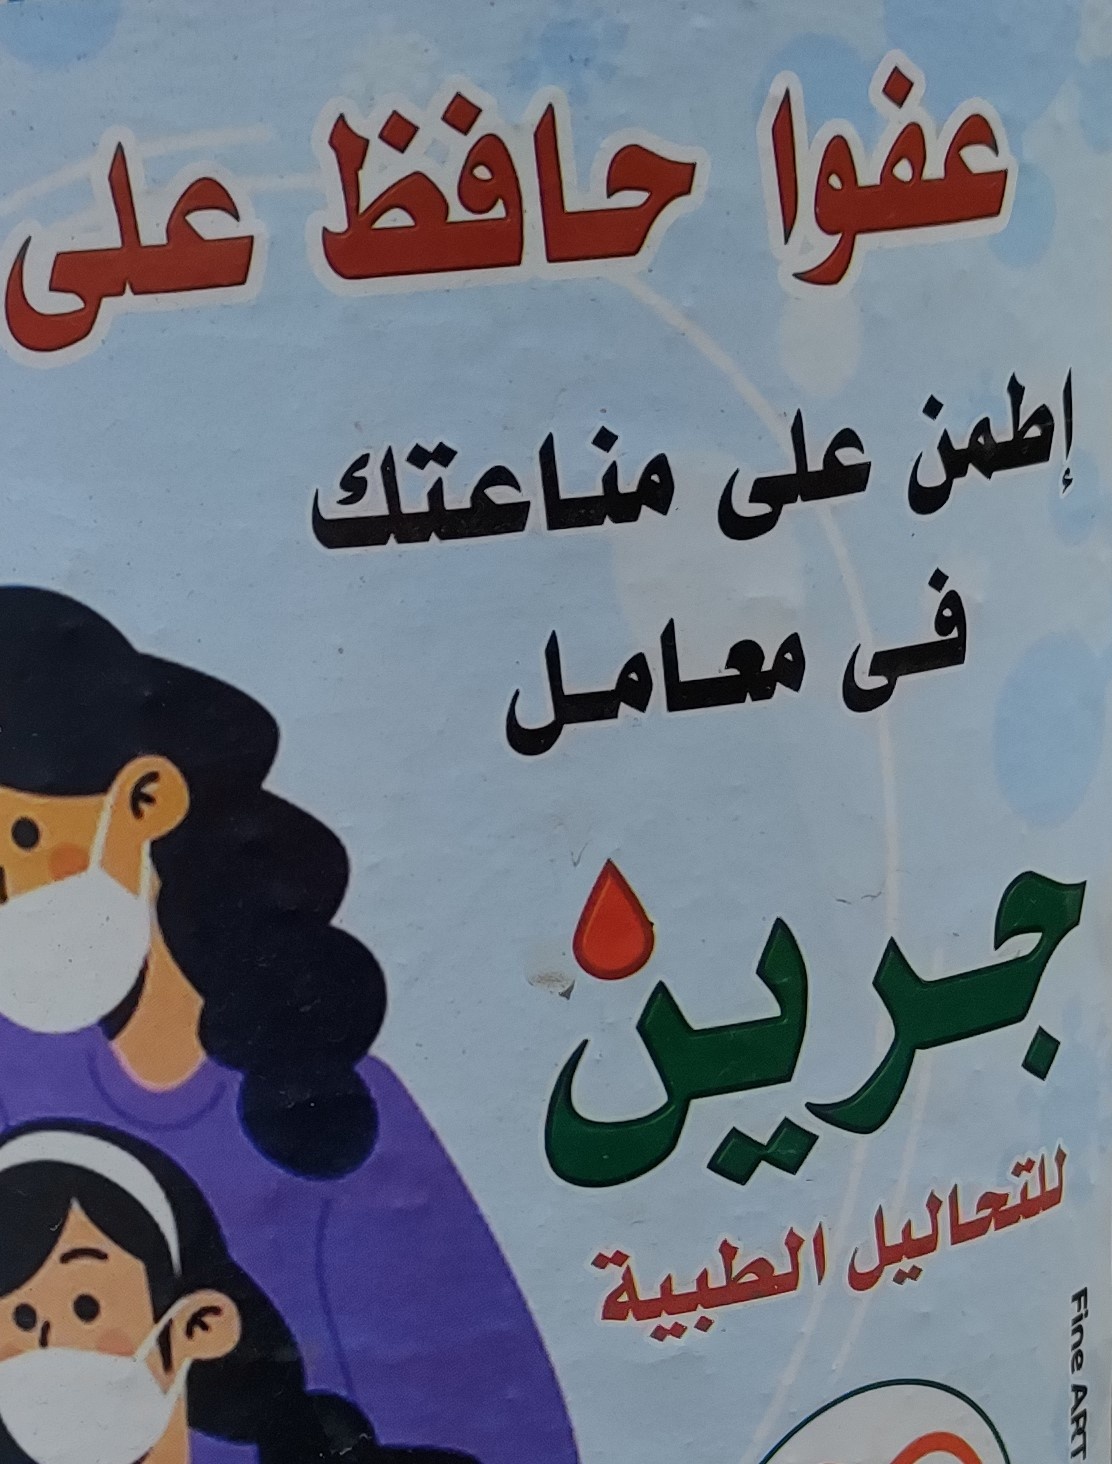 عفوا حافظ على
إطمن على مناعتك
فى معامل
جرين
للتحاليل الطبية
Fine ART